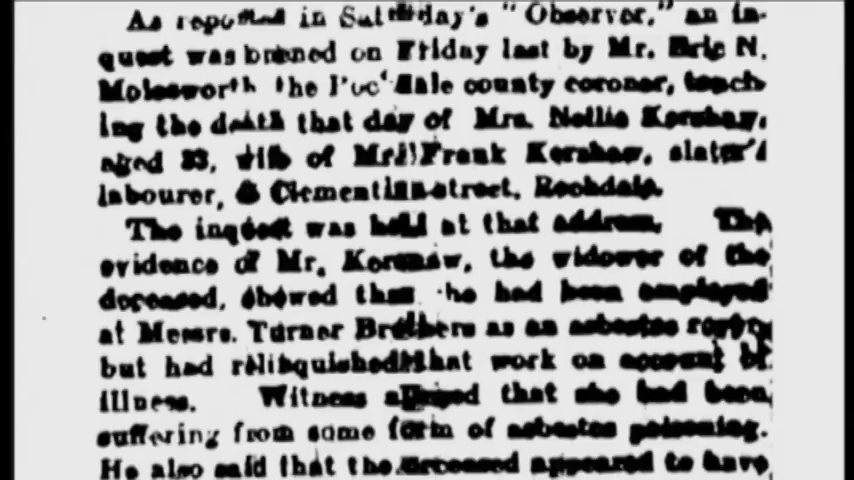 As reported in Saturday's "Observer," an in-
quest was opened on Friday last by Mr. Eric N.
Molesworth the Rochdale county coroner, touch-
ing the death that day of Mrs. Nellie Kershaw,
aged 33, wife of Mr. Frank Kershaw, slater's
labourer, Clementina-street, Rochdale.
The inquest was held at that address. The
evidence of Mr. Kershaw, the widower of the
deceased, showed that she had been employed
at Messrs. Turner Brothers as an asbestos
but had relinquished that work on account of
illness. Witness alleged that she had been
suffering from some form of asbestos poisoning.
He also said that the deceased appeared to have